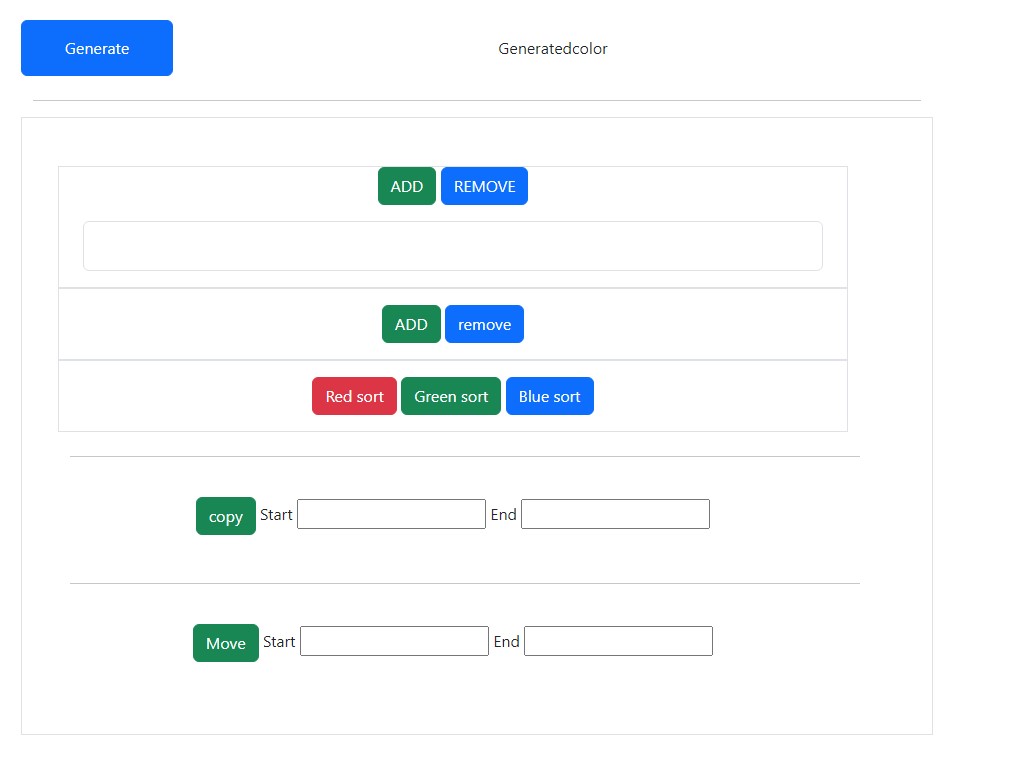 Generate Generatedcolor
ADD REMOVE
ADD remove
Red sort Green sort Blue sort
copy Start End
Move Start End